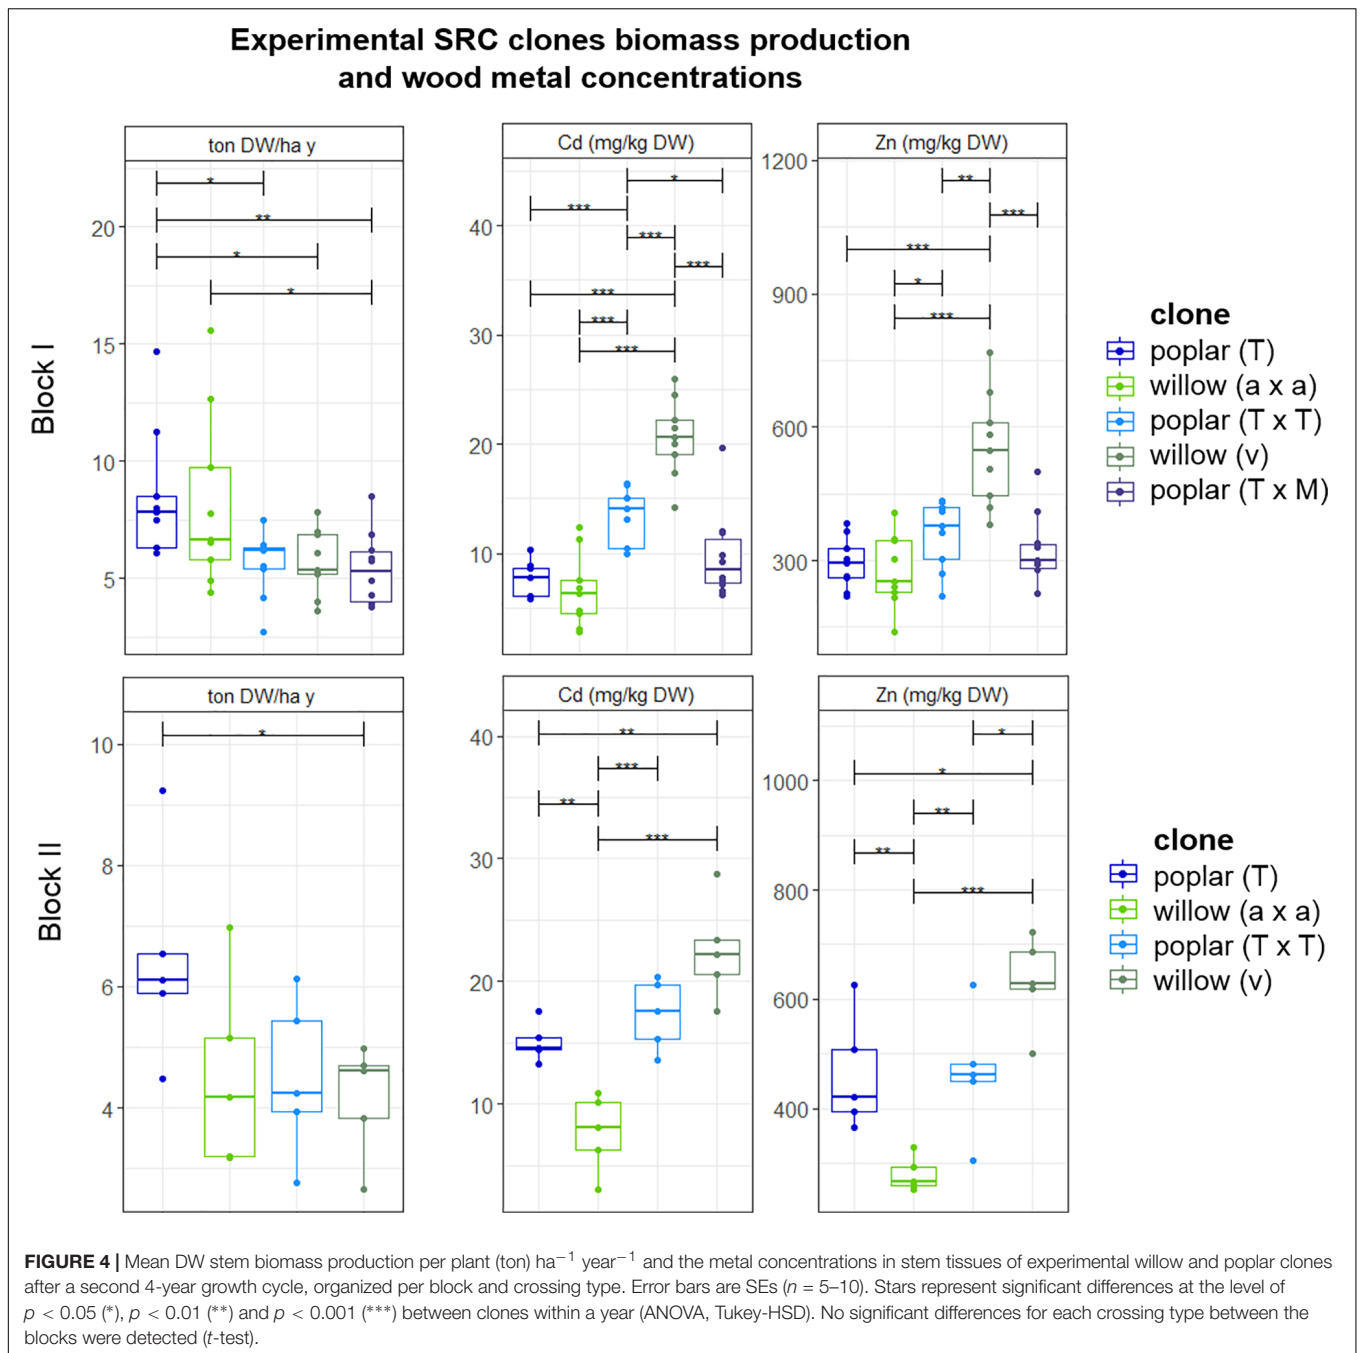 Experimental SRC clones biomass production
and wood metal concentrations
Block I
ton DW/ha y
20
15
10
5
*
**
*
*
Cd (mg/kg DW)
40
30
20
10
*
***
***
***
***
***
***
Zn (mg/kg DW)
1200
900
600
300
**
***
***
*
***
clone
poplar (T)
willow (a x a)
poplar (T x T)
willow (v)
poplar (T x M)
Block II
ton DW/ha y
10
8
6
4
*
Cd (mg/kg DW)
40
30
20
10
**
***
**
***
Zn (mg/kg DW)
1000
800
600
400
*
*
**
**
***
clone
poplar (T)
willow (a x a)
poplar (T x T)
willow (v)
FIGURE 4 | Mean DW stem biomass production per plant (ton) ha⁻¹ year⁻¹ and the metal concentrations in stem tissues of experimental willow and poplar clones
after a second 4-year growth cycle, organized per block and crossing type. Error bars are SEs (n = 5–10). Stars represent significant differences at the level of
p < 0.05 (*), p < 0.01 (**) and p < 0.001 (***) between clones within a year (ANOVA, Tukey-HSD). No significant differences for each crossing type between the
blocks were detected (t-test).